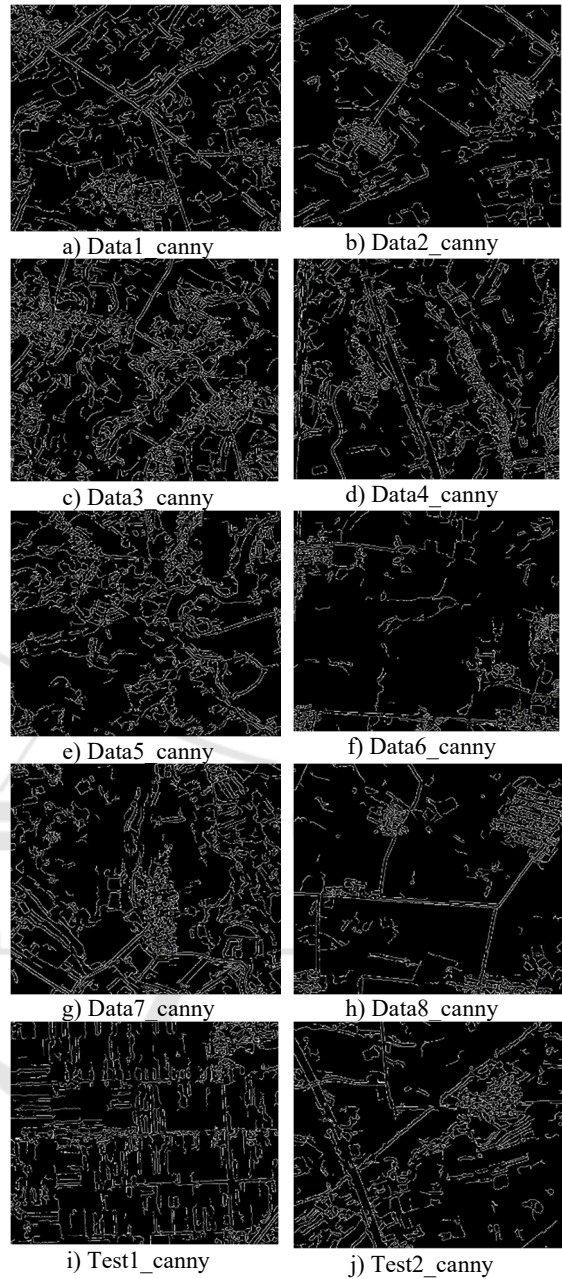 a) Data1_canny
b) Data2_canny
c) Data3_canny
d) Data4_canny
e) Data5_canny
f) Data6_canny
g) Data7_canny
h) Data8_canny
i) Test1_canny
j) Test2_canny